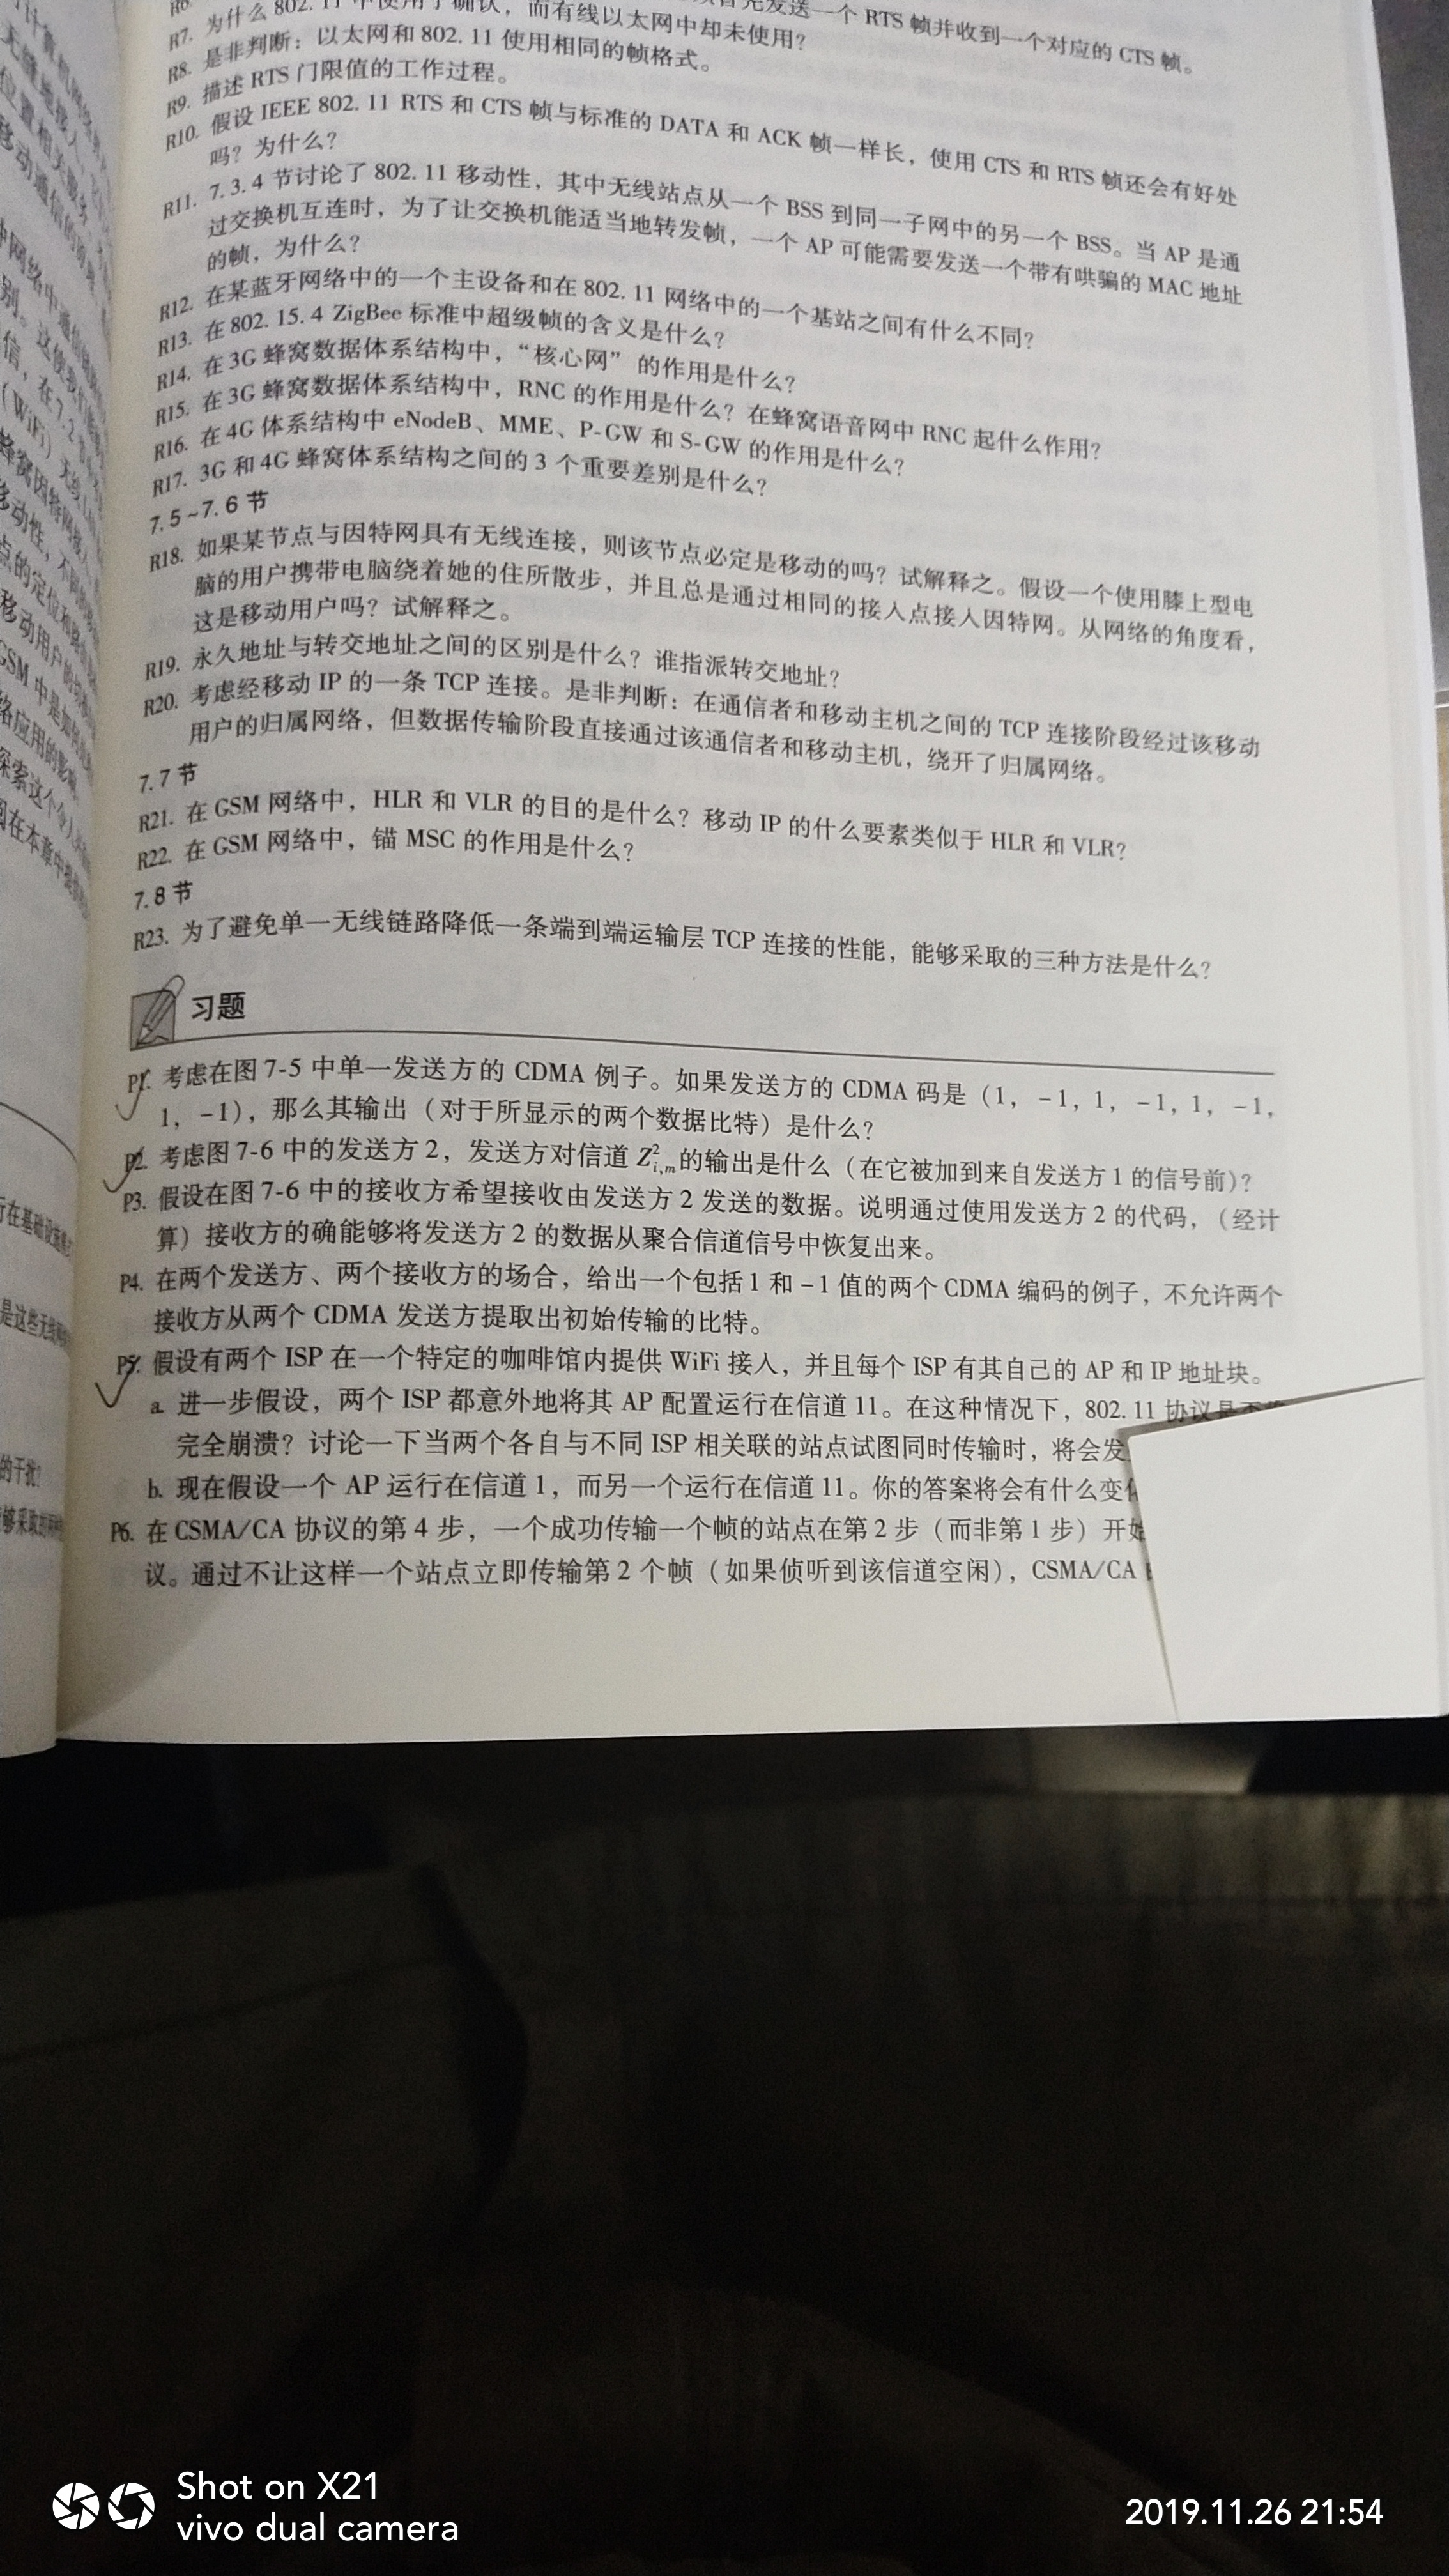 R6.
发送一个 RTS 帧并收到一个对应的 CTS 帧。
R7. 为什么 802.11 中使用了确认，而有线以太网中却未使用？
R8. 是非判断：以太网和 802.11 使用相同的帧格式。
R9. 描述 RTS 门限值的工作过程。
R10. 假设 IEEE 802.11 RTS 和 CTS 帧与标准的 DATA 和 ACK 帧一样长，使用 CTS 和 RTS 帧还会有好处
吗？为什么？
R11. 7.3.4 节讨论了 802.11 移动性，其中无线站点从一个 BSS 到同一子网中的另一个 BSS。当 AP 是通
过交换机互连时，为了让交换机能适当地转发帧，一个 AP 可能需要发送一个带有哄骗的 MAC 地址
的帧，为什么？
R12. 在某蓝牙网络中的一个主设备和在 802.11 网络中的一个基站之间有什么不同？
R13. 在 802.15.4 ZigBee 标准中超级帧的含义是什么？
R14. 在 3G 蜂窝数据体系结构中，“核心网”的作用是什么？
R15. 在 3G 蜂窝数据体系结构中，RNC 的作用是什么？在蜂窝语音网中 RNC 起什么作用？
R16. 在 4G 体系结构中 eNodeB、MME、P-GW 和 S-GW 的作用是什么？
R17. 3G 和 4G 蜂窝体系结构之间的 3 个重要差别是什么？
7.5~7.6 节
R18. 如果某节点与因特网具有无线连接，则该节点必定是移动的吗？试解释之。假设一个使用膝上型电
脑的用户携带电脑绕着她的住所散步，并且总是通过相同的接入点接入因特网。从网络的角度看，
这是移动用户吗？试解释之。
R19. 永久地址与转交地址之间的区别是什么？谁指派转交地址？
R20. 考虑经移动 IP 的一条 TCP 连接。是非判断：在通信者和移动主机之间的 TCP 连接阶段经过该移动
用户的归属网络，但数据传输阶段直接通过该通信者和移动主机，绕开了归属网络。
7.7 节
R21. 在 GSM 网络中，HLR 和 VLR 的目的是什么？移动 IP 的什么要素类似于 HLR 和 VLR？
R22. 在 GSM 网络中，锚 MSC 的作用是什么？
7.8 节
R23. 为了避免单一无线链路降低一条端到端运输层 TCP 连接的性能，能够采取的三种方法是什么？
习题
P1. 考虑在图 7-5 中单一发送方的 CDMA 例子。如果发送方的 CDMA 码是（1，-1，1，-1，1，-1，
1，-1），那么其输出（对于所显示的两个数据比特）是什么？
P2. 考虑图 7-6 中的发送方 2，发送方对信道 Z²ᵢ,ₘ的输出是什么（在它被加到来自发送方 1 的信号前）？
P3. 假设在图 7-6 中的接收方希望接收由发送方 2 发送的数据。说明通过使用发送方 2 的代码，（经计
算）接收方的确能够将发送方 2 的数据从聚合信道信号中恢复出来。
P4. 在两个发送方、两个接收方的场合，给出一个包括 1 和 -1 值的两个 CDMA 编码的例子，不允许两个
接收方从两个 CDMA 发送方提取出初始传输的比特。
P5. 假设有两个 ISP 在一个特定的咖啡馆内提供 WiFi 接入，并且每个 ISP 有其自己的 AP 和 IP 地址块。
a. 进一步假设，两个 ISP 都意外地将其 AP 配置运行在信道 11。在这种情况下，802.11 协议是
完全崩溃？讨论一下当两个各自与不同 ISP 相关联的站点试图同时传输时，将会发
b. 现在假设一个 AP 运行在信道 1，而另一个运行在信道 11。你的答案将会有什么变
P6. 在 CSMA/CA 协议的第 4 步，一个成功传输一个帧的站点在第 2 步（而非第 1 步）开始
议。通过不让这样一个站点立即传输第 2 个帧（如果侦听到该信道空闲），CSMA/CA
Shot on X21
vivo dual camera
2019.11.26 21:54